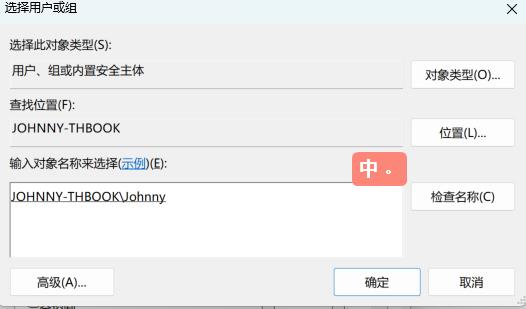 选择用户或组
选择此对象类型(S):
用户、组或内置安全主体
对象类型(O)...
查找位置(F):
JOHNNY-THBOOK
位置(L)...
输入对象名称来选择(示例)(E):
中 。
JOHNNY-THBOOK\Johnny
检查名称(C)
高级(A)...
确定
取消